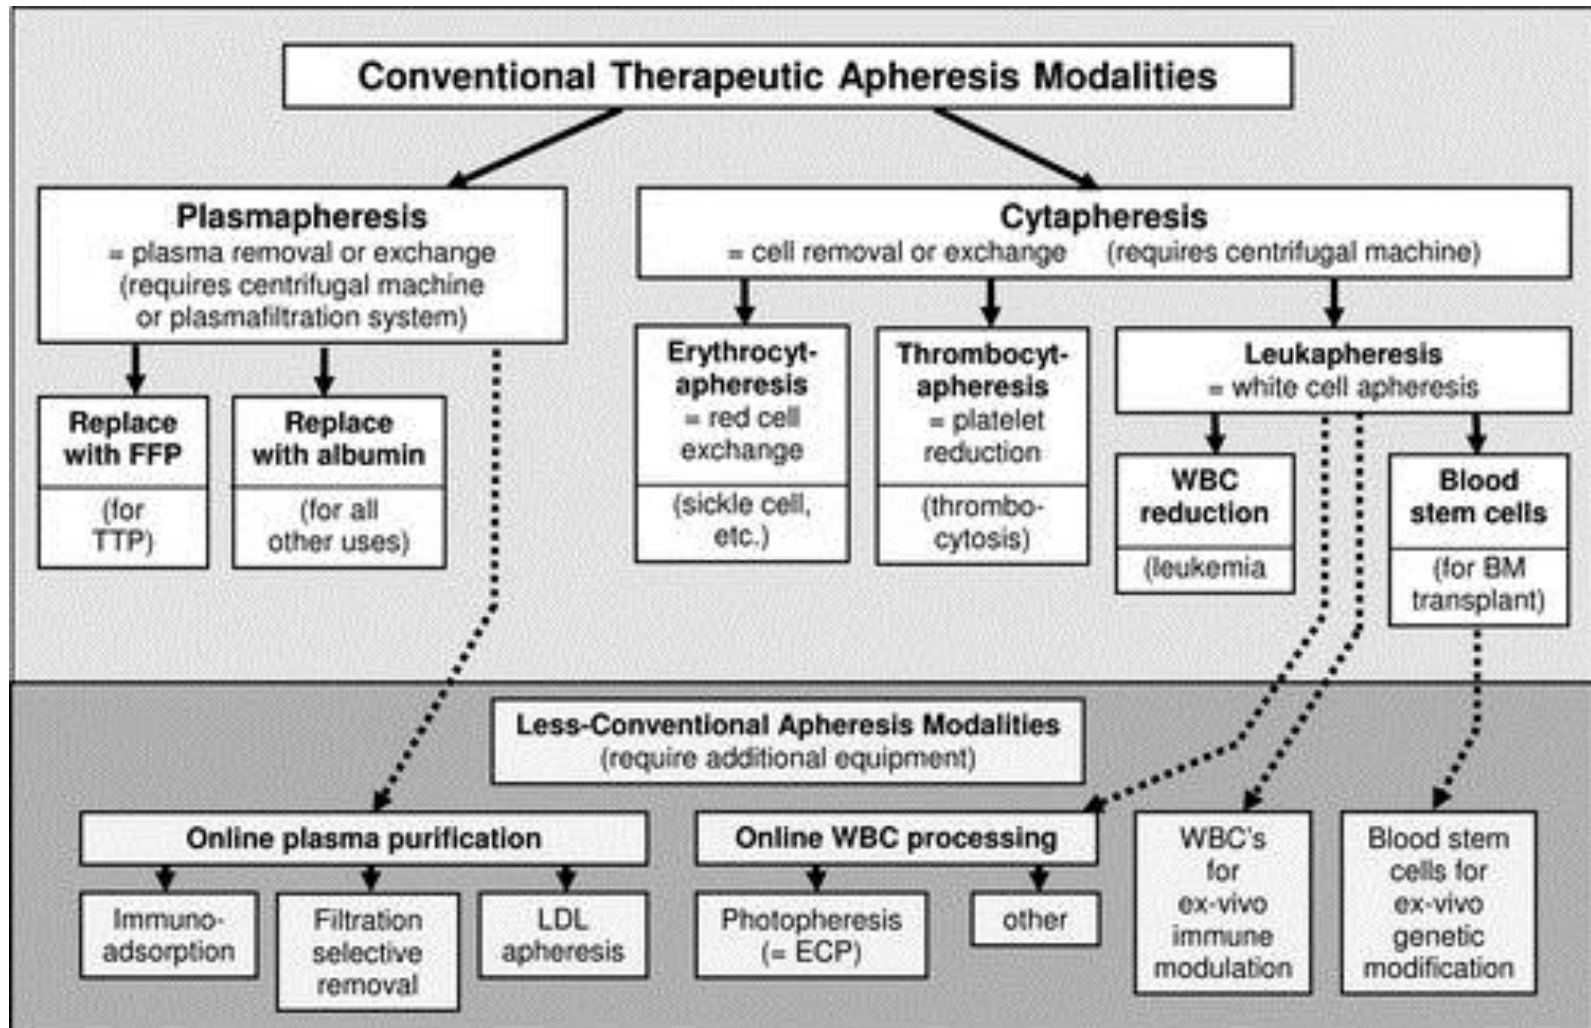 Conventional Therapeutic Apheresis Modalities
Plasmapheresis
= plasma removal or exchange
(requires centrifugal machine
or plasmafiltration system)
Cytapheresis
= cell removal or exchange (requires centrifugal machine)
Replace
with FFP
(for
TTP)
Replace
with albumin
(for all
other uses)
Erythrocyt-
apheresis
= red cell
exchange
(sickle cell,
etc.)
Thrombocyt-
apheresis
= platelet
reduction
(thrombo-
cytosis)
Leukapheresis
= white cell apheresis
WBC
reduction
(leukemia
Blood
stem cells
(for BM
transplant)
Less-Conventional Apheresis Modalities
(require additional equipment)
Online plasma purification
Immuno-
adsorption
Filtration
selective
removal
LDL
apheresis
Online WBC processing
Photopheresis
(= ECP)
other
WBC's
for
ex-vivo
immune
modulation
Blood stem
cells for
ex-vivo
genetic
modification